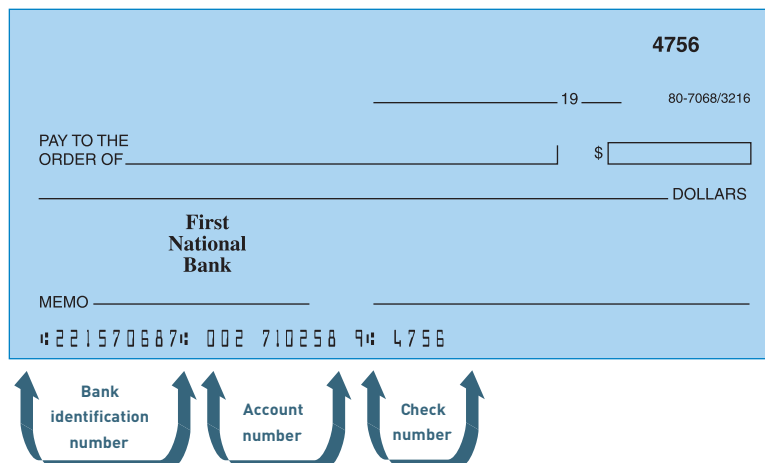 4756
19
80-7068/3216
PAY TO THE
ORDER OF
$
DOLLARS
First
National
Bank
MEMO
⑆221570687⑆ 002 710258 9⑆ 4756
Bank
identification
number
Account
number
Check
number